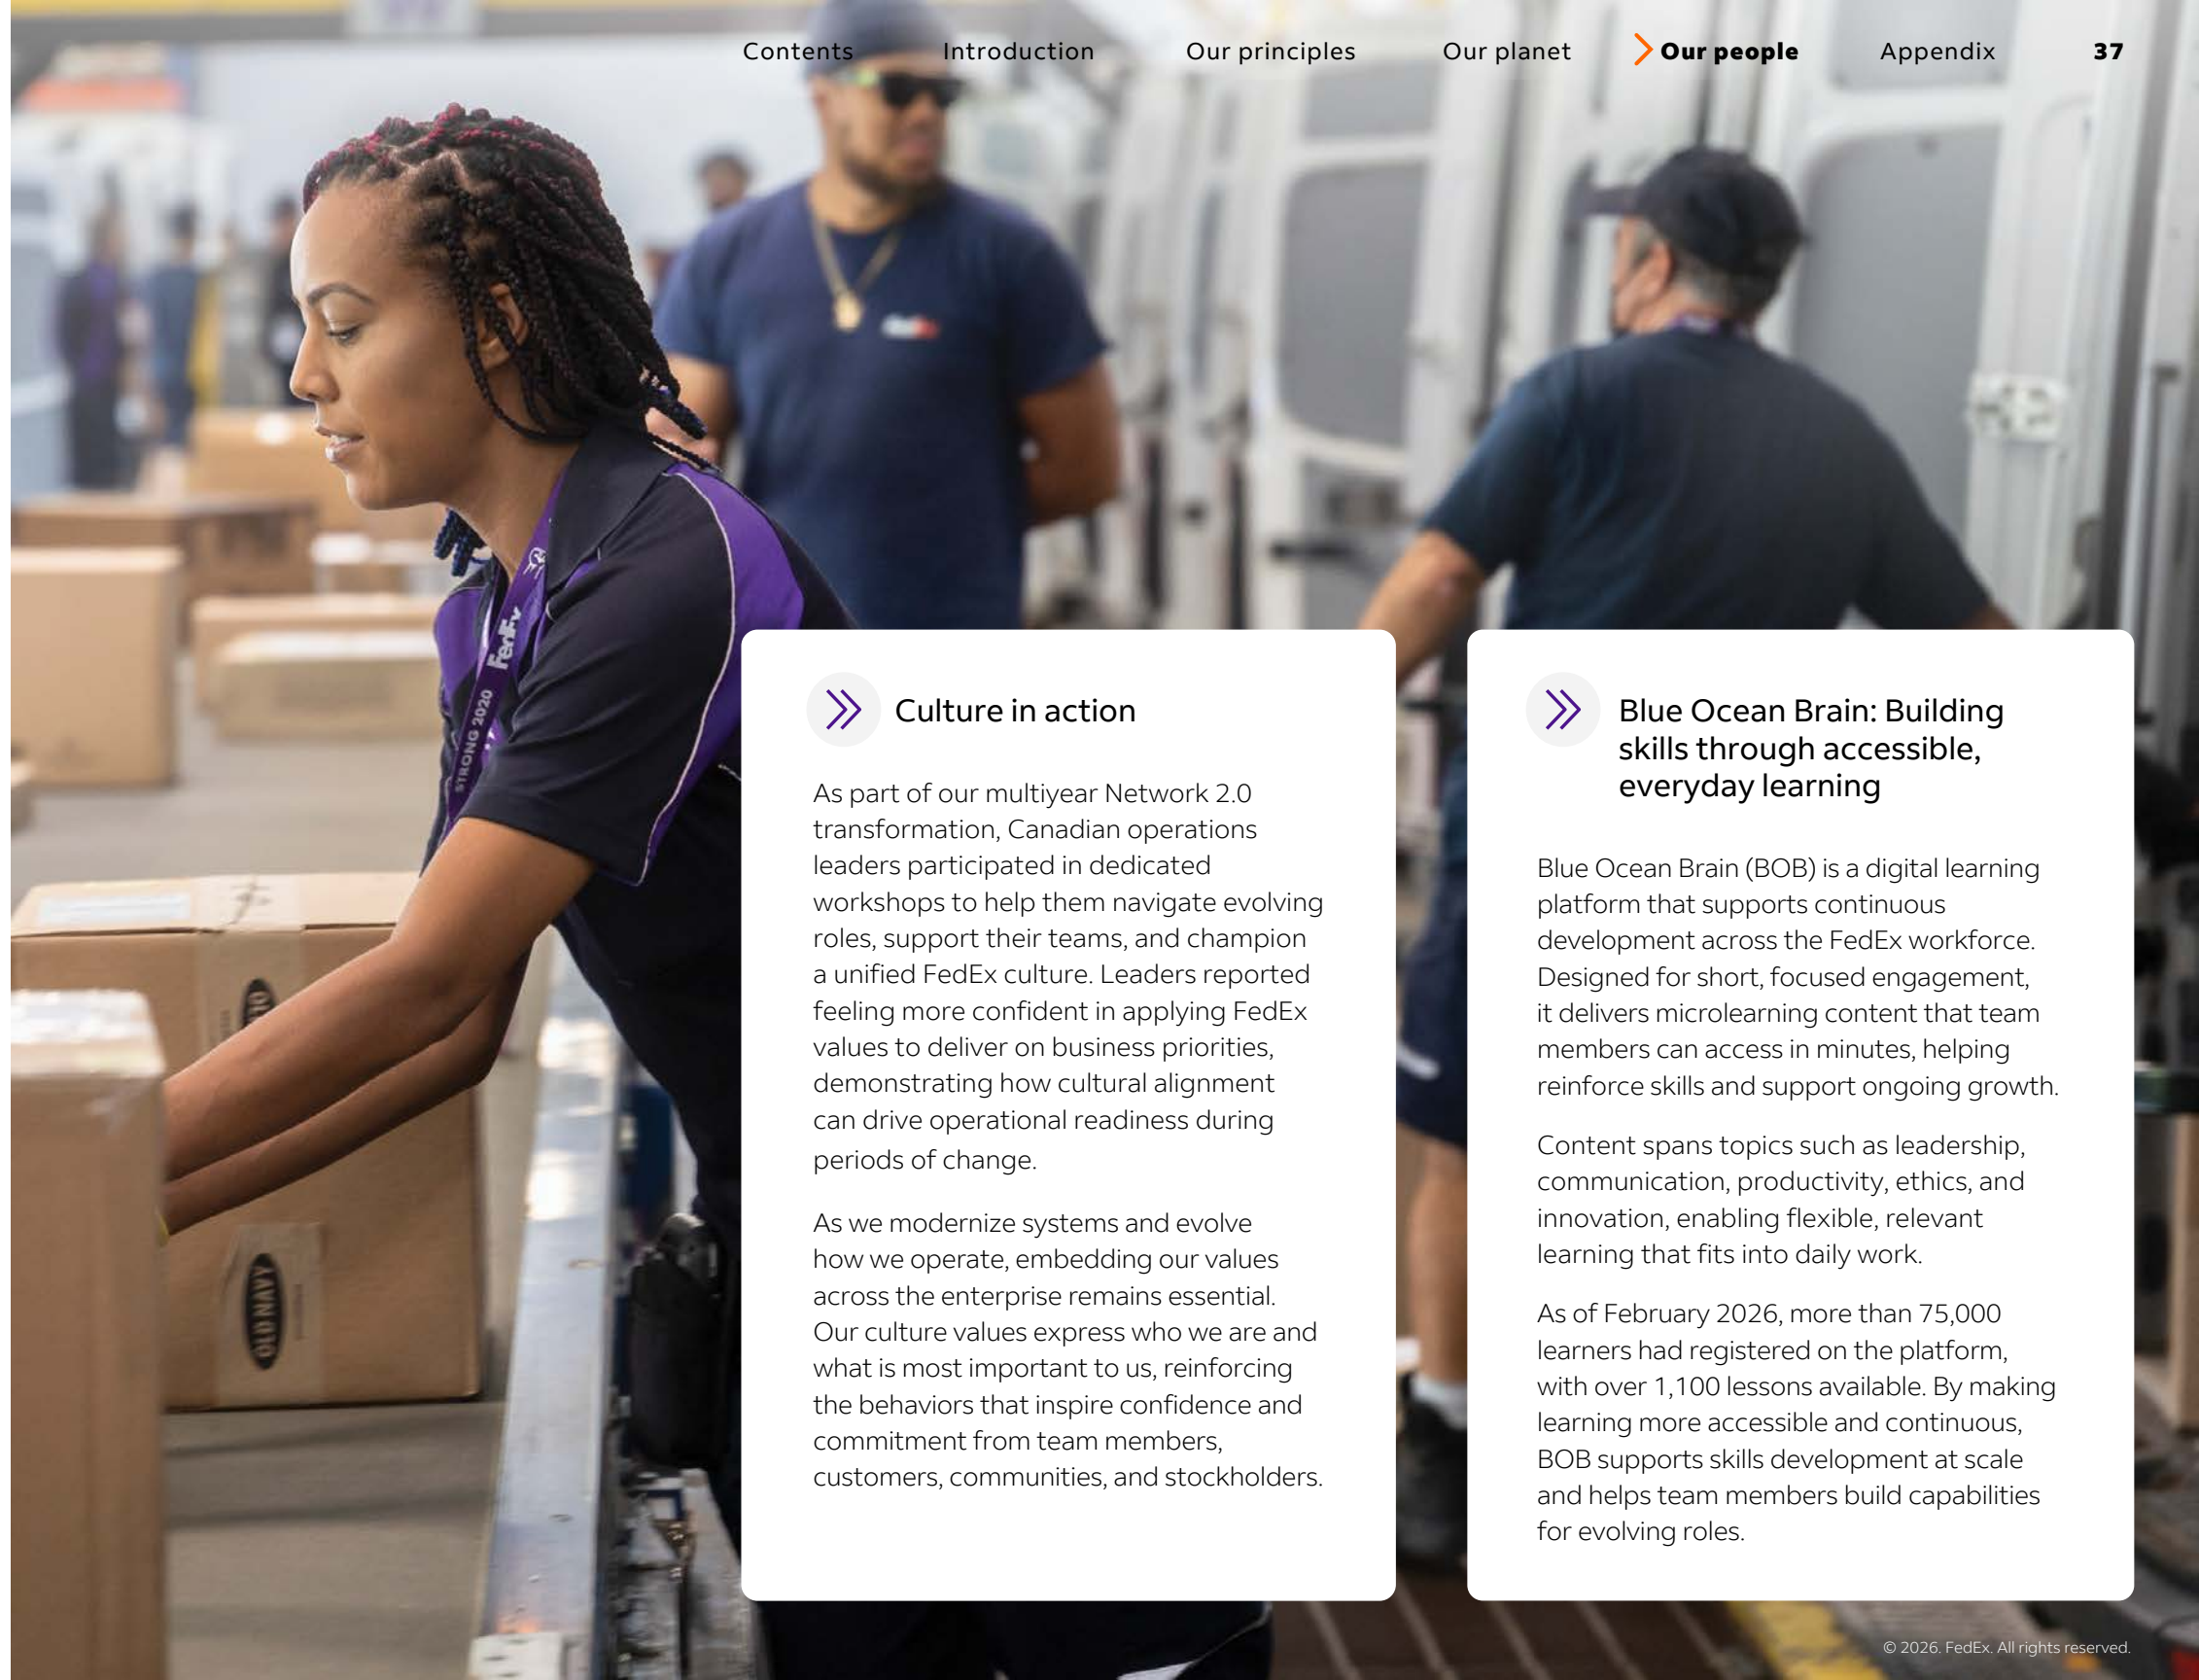 Contents
Introduction
Our principles
Our planet
Our people
Appendix
37
FedEx
STRONG 2020
OLD NAVY
Culture in action
As part of our multiyear Network 2.0
transformation, Canadian operations
leaders participated in dedicated
workshops to help them navigate evolving
roles, support their teams, and champion
a unified FedEx culture. Leaders reported
feeling more confident in applying FedEx
values to deliver on business priorities,
demonstrating how cultural alignment
can drive operational readiness during
periods of change.
As we modernize systems and evolve
how we operate, embedding our values
across the enterprise remains essential.
Our culture values express who we are and
what is most important to us, reinforcing
the behaviors that inspire confidence and
commitment from team members,
customers, communities, and stockholders.
Blue Ocean Brain: Building
skills through accessible,
everyday learning
Blue Ocean Brain (BOB) is a digital learning
platform that supports continuous
development across the FedEx workforce.
Designed for short, focused engagement,
it delivers microlearning content that team
members can access in minutes, helping
reinforce skills and support ongoing growth.
Content spans topics such as leadership,
communication, productivity, ethics, and
innovation, enabling flexible, relevant
learning that fits into daily work.
As of February 2026, more than 75,000
learners had registered on the platform,
with over 1,100 lessons available. By making
learning more accessible and continuous,
BOB supports skills development at scale
and helps team members build capabilities
for evolving roles.
© 2026. FedEx. All rights reserved.